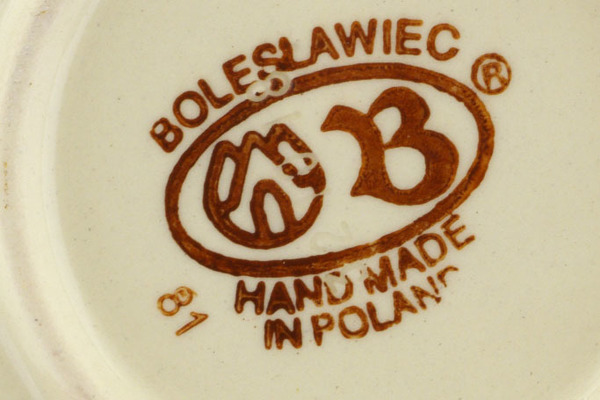 BOLESLAWIEC
®
B
HAND MADE
IN POLAND
81